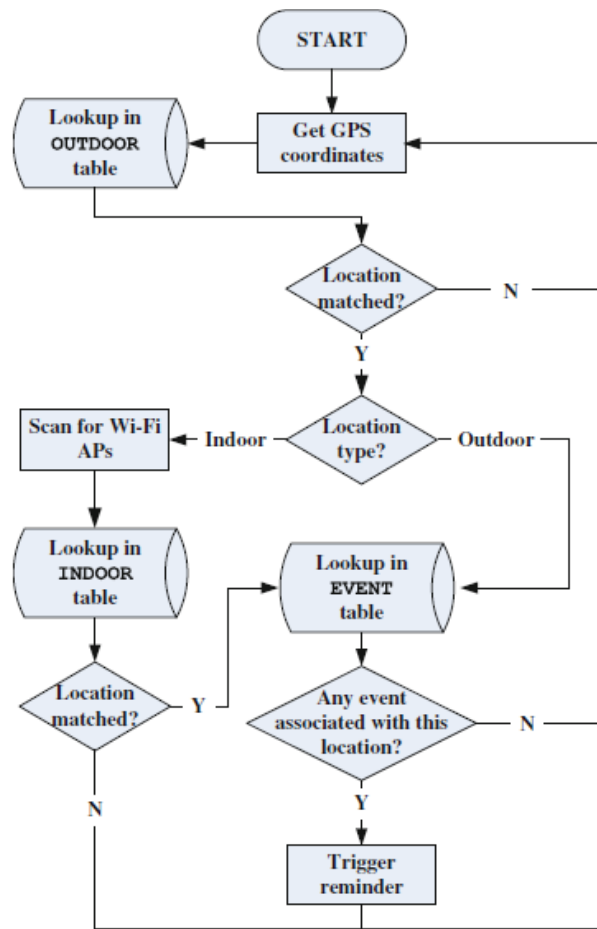 START
Get GPS
coordinates
Lookup in
OUTDOOR
table
Location
matched?
N
Y
Location
type?
Indoor
Outdoor
Scan for Wi-Fi
APs
Lookup in
INDOOR
table
Lookup in
EVENT
table
Location
matched?
Y
N
Any event
associated with this
location?
N
Y
Trigger
reminder